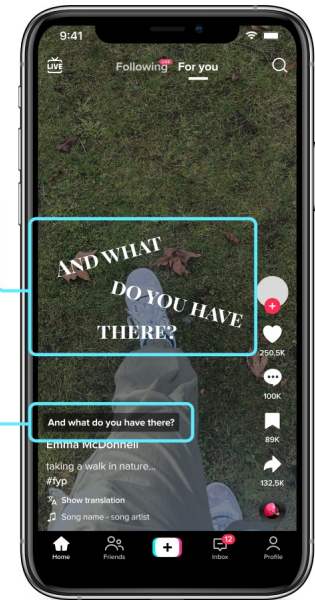 9:41
LIVE
Following LIVE For you
AND WHAT
DO YOU HAVE
THERE?
250,5K
100K
And what do you have there?
89K
Emma McDonnell
taking a walk in nature...
#fyp
132,5K
Show translation
Song name - song artist
12
Home Friends Inbox Profile